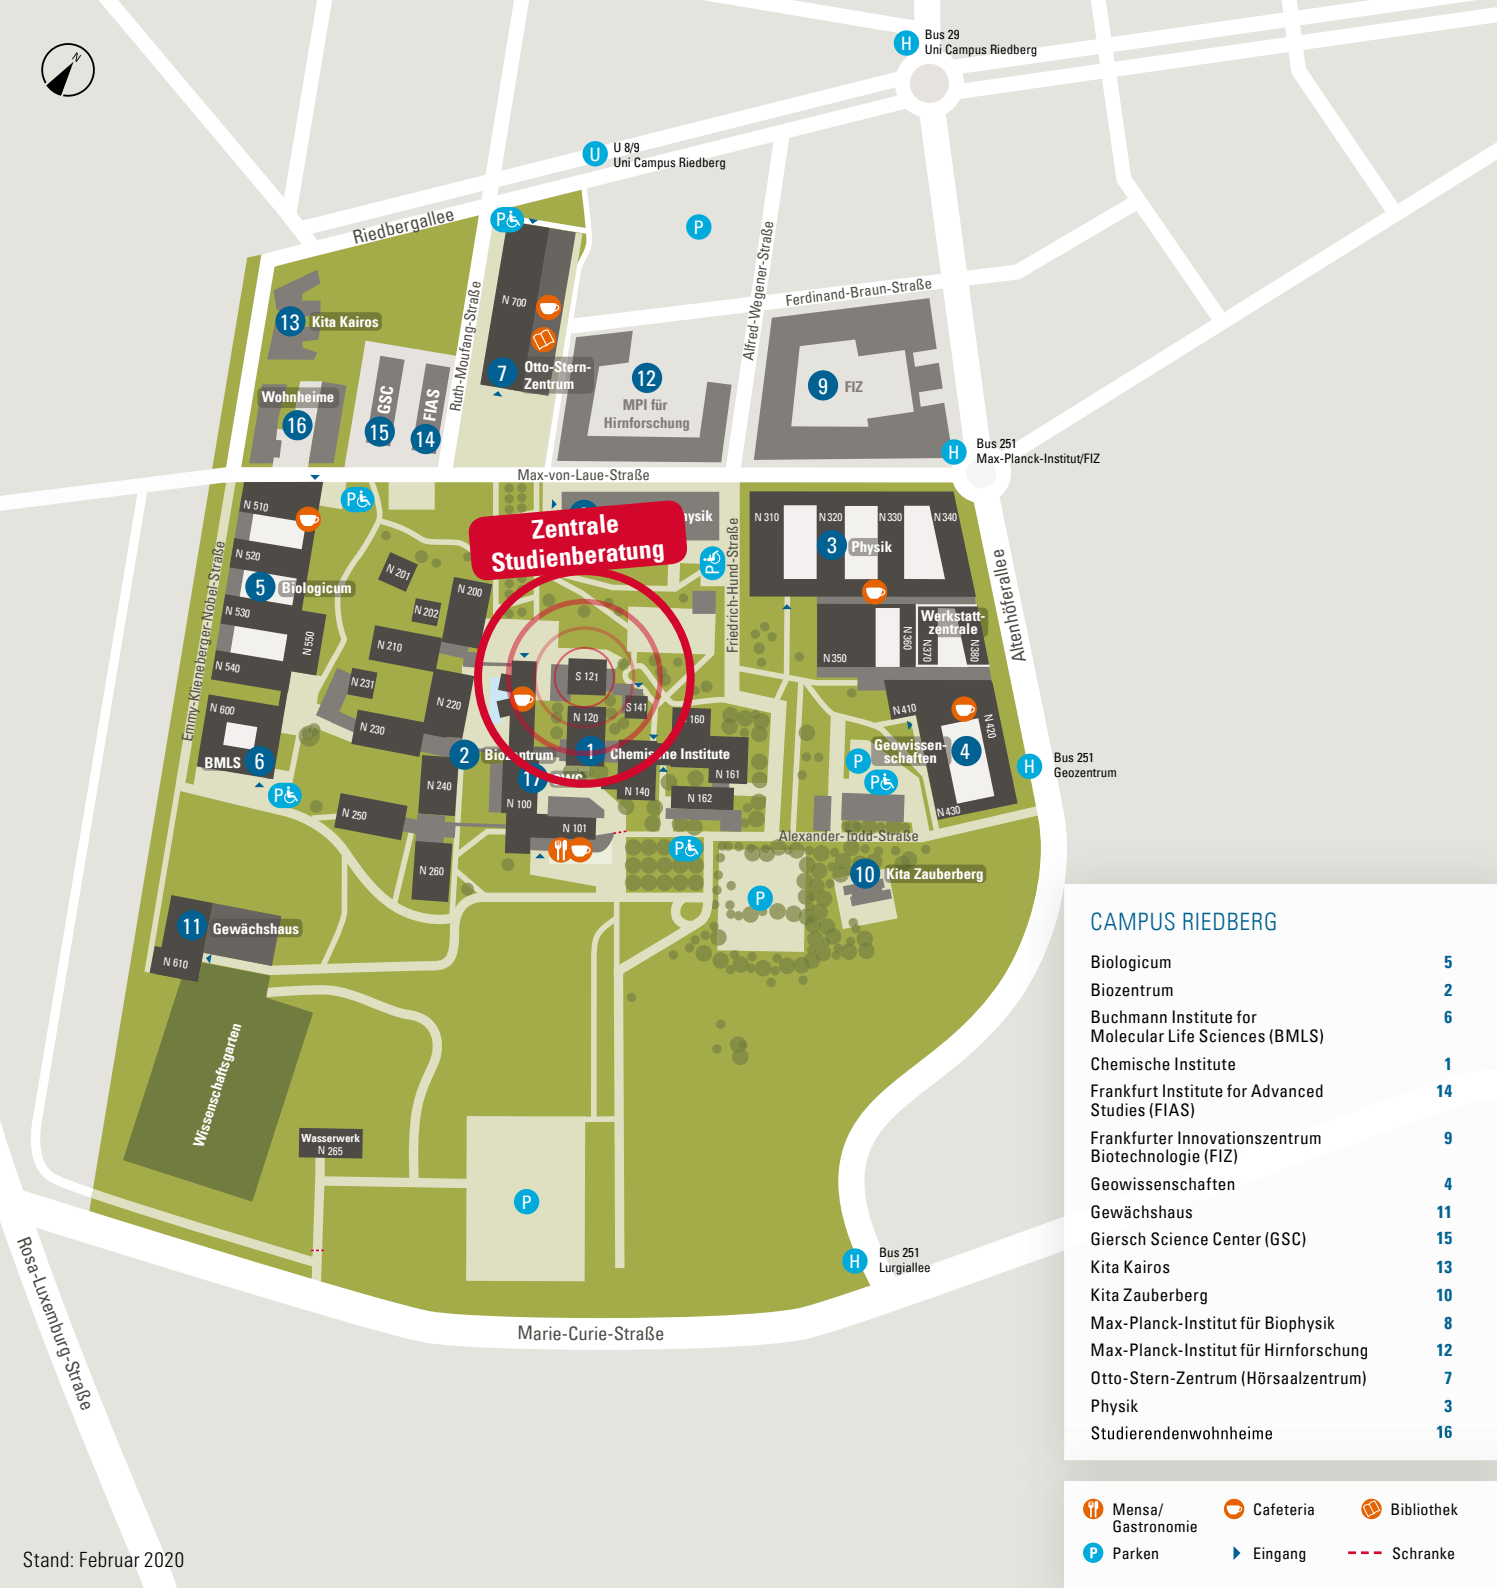 N
H
Bus 29
Uni Campus Riedberg
U
U 8/9
Uni Campus Riedberg
P
P
Riedbergallee
Ruth-Moufang-Straße
Alfred-Wegener-Straße
Ferdinand-Braun-Straße
N 700
13
Kita Kairos
7
Otto-Stern-
Zentrum
12
MPI für
Hirnforschung
9
FIZ
Wohnheime
16
GSC
15
FIAS
14
H
Bus 251
Max-Planck-Institut/FIZ
Max-von-Laue-Straße
P
N 510
N 520
5
Biologicum
N 530
N 540
N 550
Emmy-Klieneberger-Nobel-Straße
Zentrale
Studienberatung
ysik
P
Friedrich-Hund-Straße
N 310
N 320
N 330
N 340
3
Physik
Werkstatt-
zentrale
N 350
N 360
N370
N380
Altenhöferallee
N 201
N 202
N 200
N 210
N 231
N 220
N 230
N 600
BMLS
6
P
S 121
S 141
N 120
160
2
Biozentrum
1
Chemische Institute
17
N 161
N 162
N 140
N 100
N 101
N 240
N 250
N 260
N 410
N 420
N 430
Geowissen-
schaften
4
P
P
H
Bus 251
Geozentrum
Alexander-Todd-Straße
P
P
10
Kita Zauberberg
11
Gewächshaus
N 610
Wissenschaftsgarten
Wasserwerk
N 265
P
H
Bus 251
Lurgiallee
Rosa-Luxemburg-Straße
Marie-Curie-Straße
CAMPUS RIEDBERG
Biologicum 5
Biozentrum 2
Buchmann Institute for 6
Molecular Life Sciences (BMLS)
Chemische Institute 1
Frankfurt Institute for Advanced 14
Studies (FIAS)
Frankfurter Innovationszentrum 9
Biotechnologie (FIZ)
Geowissenschaften 4
Gewächshaus 11
Giersch Science Center (GSC) 15
Kita Kairos 13
Kita Zauberberg 10
Max-Planck-Institut für Biophysik 8
Max-Planck-Institut für Hirnforschung 12
Otto-Stern-Zentrum (Hörsaalzentrum) 7
Physik 3
Studierendenwohnheime 16
Mensa/
Gastronomie
Cafeteria
Bibliothek
P
Parken
Eingang
Schranke
Stand: Februar 2020